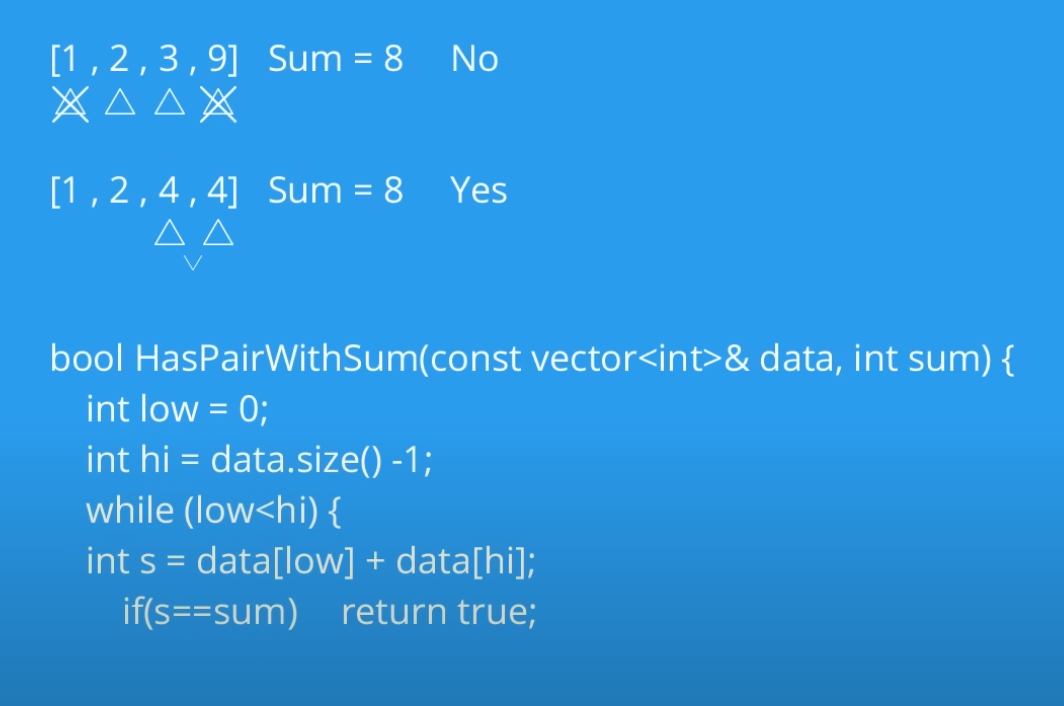 [1 , 2 , 3 , 9] Sum = 8 No
[1 , 2 , 4 , 4] Sum = 8 Yes
bool HasPairWithSum(const vector<int>& data, int sum) {
int low = 0;
int hi = data.size() -1;
while (low<hi) {
int s = data[low] + data[hi];
if(s==sum) return true;